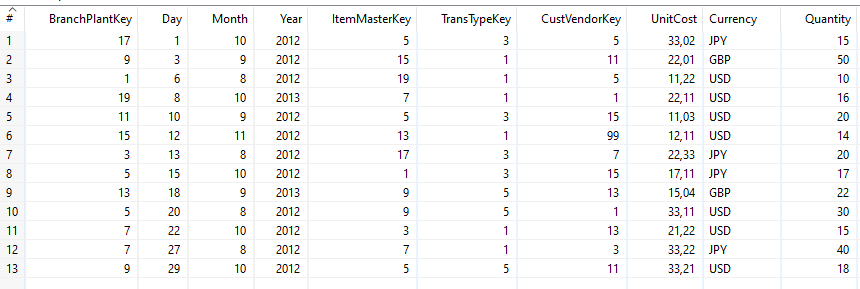 # BranchPlantKey Day Month Year ItemMasterKey TransTypeKey CustVendorKey UnitCost Currency Quantity
1 17 1 10 2012 5 3 5 33,02 JPY 15
2 9 3 9 2012 15 1 11 22,01 GBP 50
3 1 6 8 2012 19 1 5 11,22 USD 10
4 19 8 10 2013 7 1 1 22,11 USD 16
5 11 10 9 2012 5 3 15 11,03 USD 20
6 15 12 11 2012 13 1 99 12,11 USD 14
7 3 13 8 2012 17 3 7 22,33 JPY 20
8 5 15 10 2012 1 3 15 17,11 JPY 17
9 13 18 9 2013 9 5 13 15,04 GBP 22
10 5 20 8 2012 9 5 1 33,11 USD 30
11 7 22 10 2012 3 1 13 21,22 USD 15
12 7 27 8 2012 7 1 3 33,22 JPY 40
13 9 29 10 2012 5 5 11 33,21 USD 18